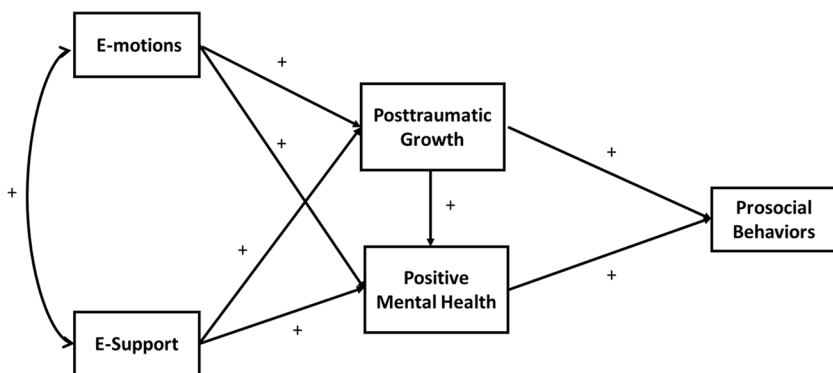 E-motions
+
Posttraumatic
Growth
+
+
+
+
Prosocial
Behaviors
+
+
Positive
Mental Health
+
+
E-Support